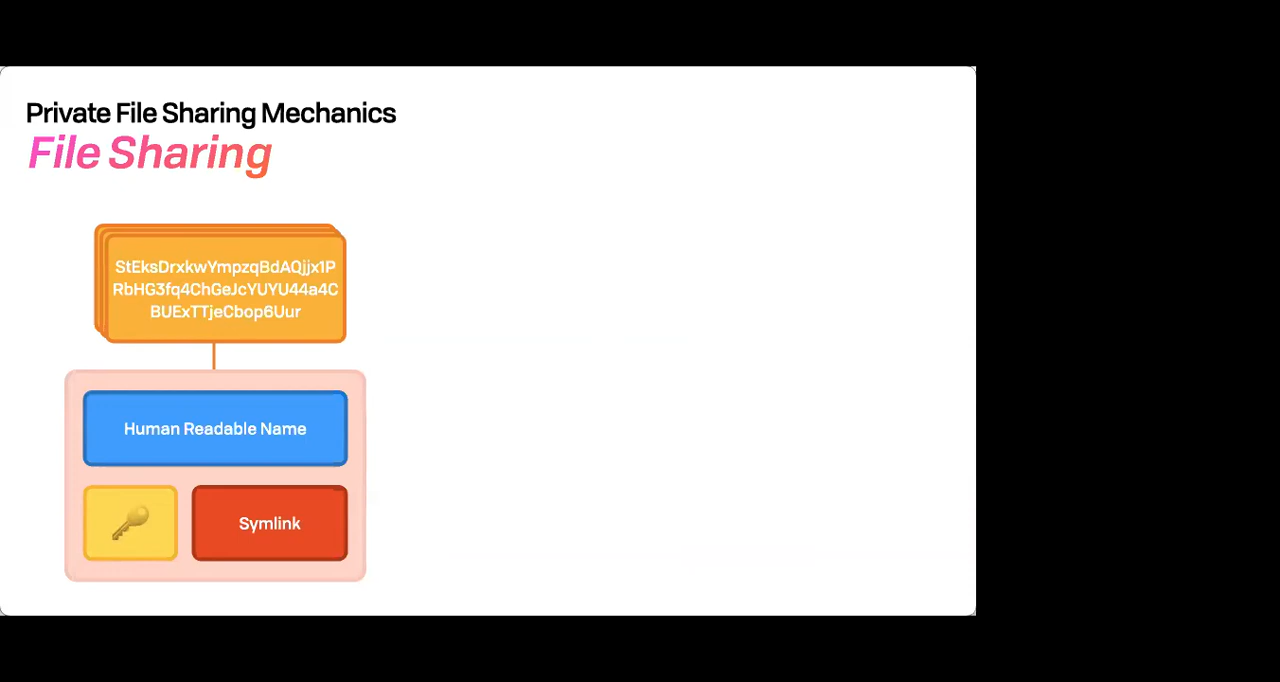 Private File Sharing Mechanics
File Sharing
StEksDrxkwYmpzqBdAQjjx1P
RbHG3fq4ChGeJcYUYU44a4C
BUExTTjeCbop6Uur
Human Readable Name
Symlink